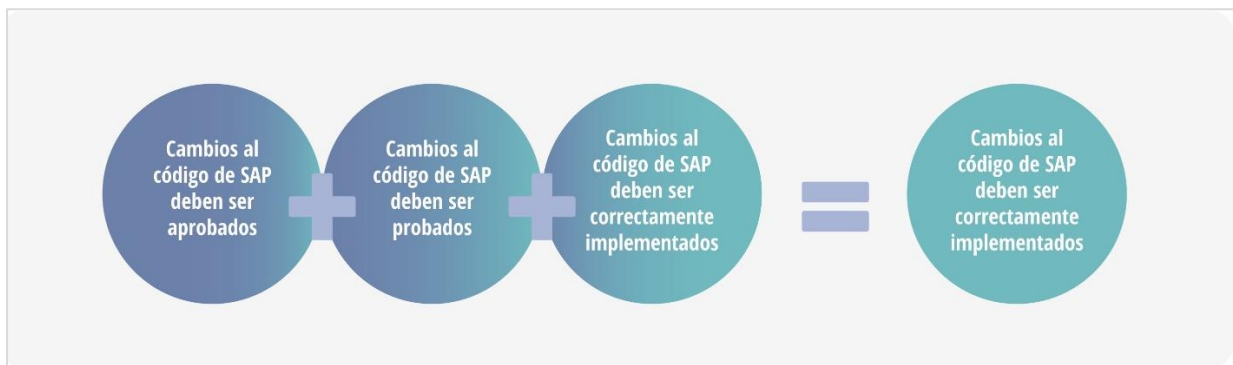 Cambios al
código de SAP
deben ser
aprobados
Cambios al
código de SAP
deben ser
probados
Cambios al
código de SAP
deben ser
correctamente
implementados
Cambios al
código de SAP
deben ser
correctamente
implementados